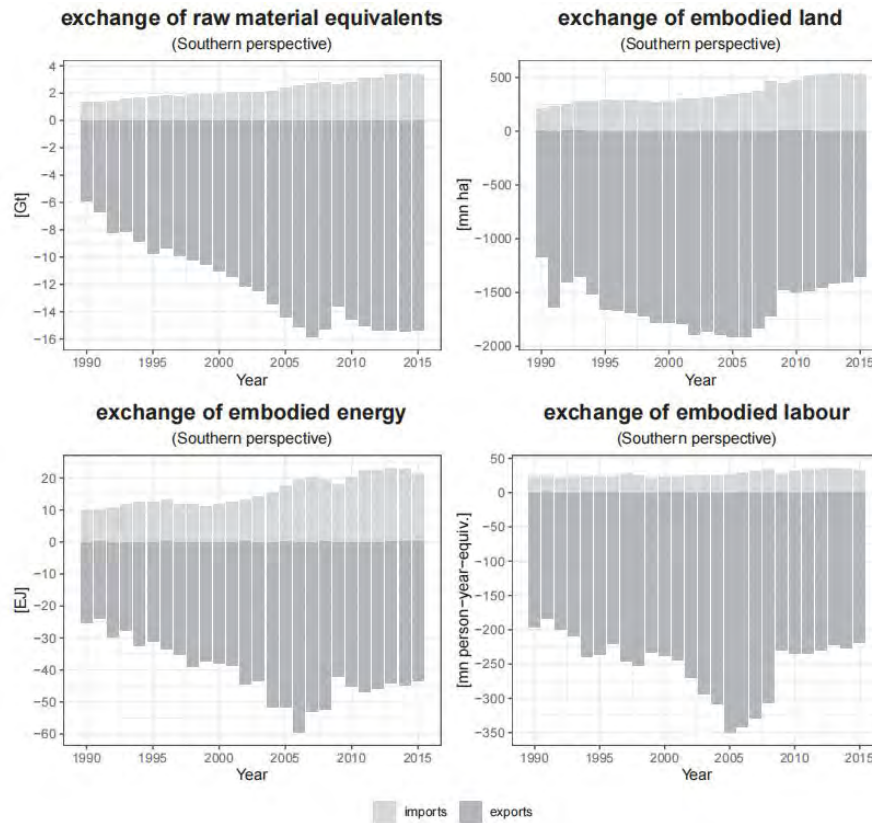 exchange of raw material equivalents
(Southern perspective)
4
2
0
−2
−4
−6
−8
−10
−12
−14
−16
[Gt]
1990 1995 2000 2005 2010 2015
Year
exchange of embodied land
(Southern perspective)
500
0
−500
−1000
−1500
−2000
[mn ha]
1990 1995 2000 2005 2010 2015
Year
exchange of embodied energy
(Southern perspective)
20
10
0
−10
−20
−30
−40
−50
−60
[EJ]
1990 1995 2000 2005 2010 2015
Year
exchange of embodied labour
(Southern perspective)
50
0
−50
−100
−150
−200
−250
−300
−350
[mn person−year−equiv.]
1990 1995 2000 2005 2010 2015
Year
imports exports